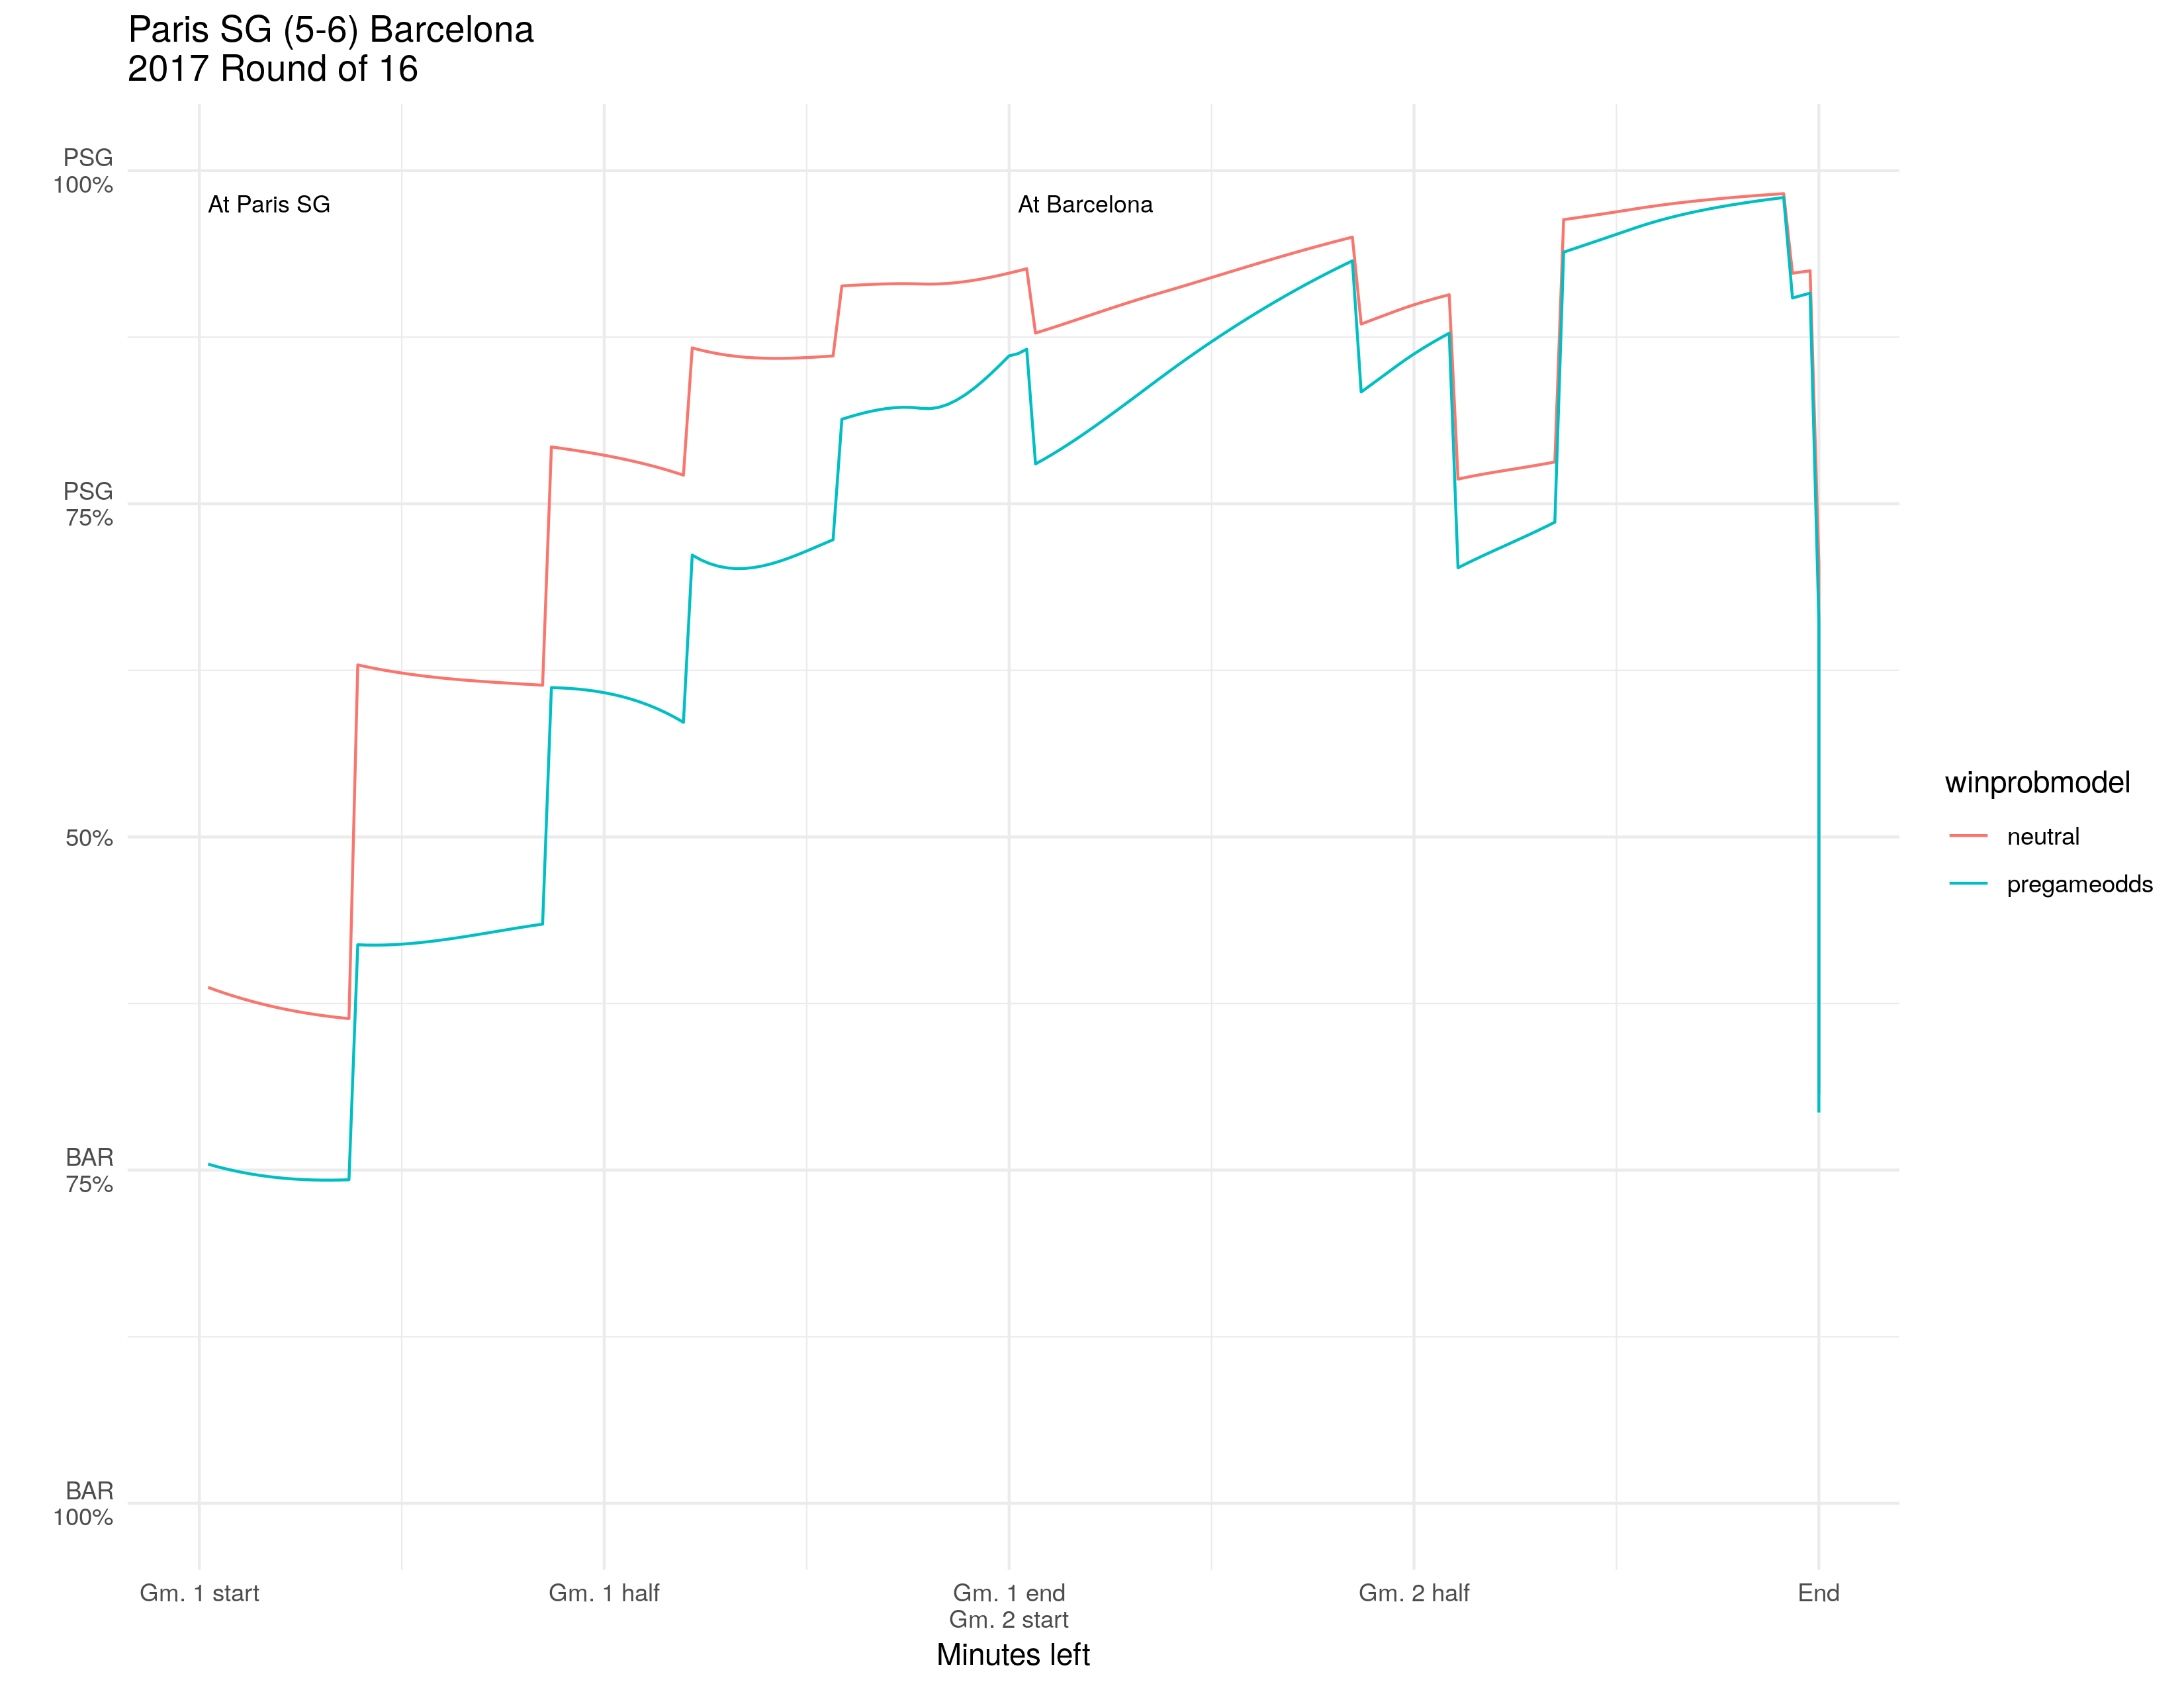 Paris SG (5-6) Barcelona
2017 Round of 16
PSG
100%
At Paris SG
At Barcelona
PSG
75%
50%
BAR
75%
BAR
100%
Gm. 1 start
Gm. 1 half
Gm. 1 end
Gm. 2 start
Gm. 2 half
End
Minutes left
winprobmodel
neutral
pregameodds